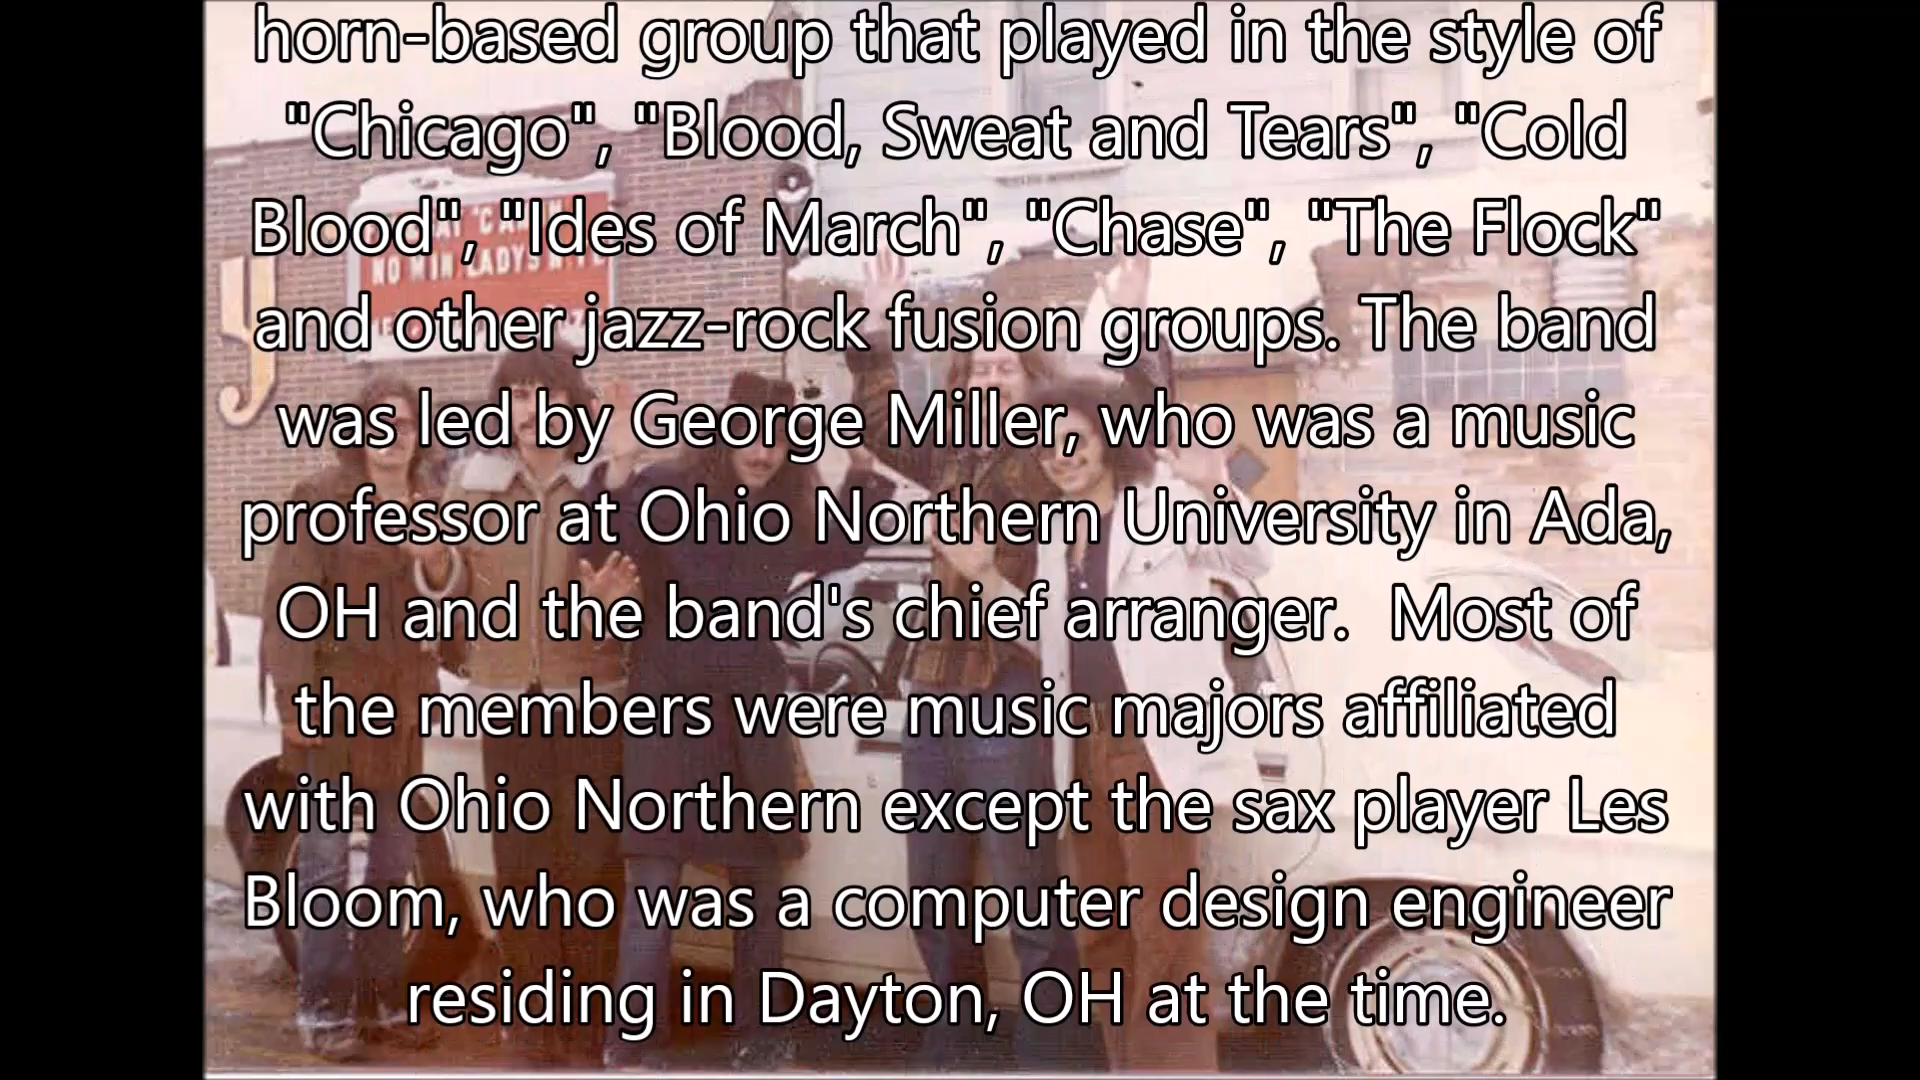 horn-based group that played in the style of
"Chicago", "Blood, Sweat and Tears", "Cold
Blood","Ides of March", "Chase", "The Flock"
and other jazz-rock fusion groups. The band
was led by George Miller, who was a music
professor at Ohio Northern University in Ada,
OH and the band's chief arranger.  Most of
the members were music majors affiliated
with Ohio Northern except the sax player Les
Bloom, who was a computer design engineer
residing in Dayton, OH at the time.
y